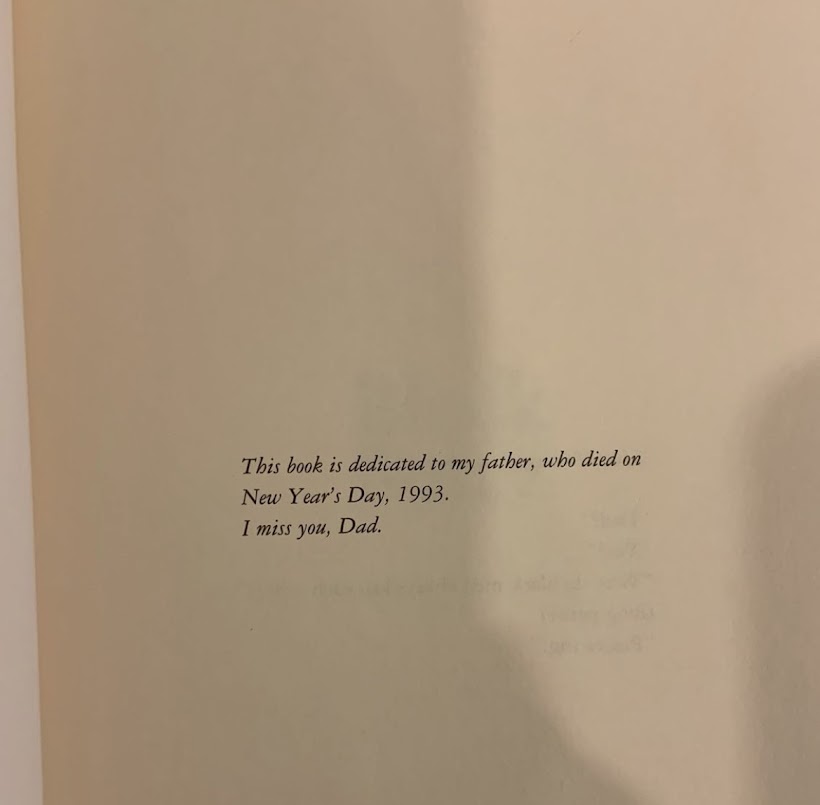 This book is dedicated to my father, who died on
New Year's Day, 1993.
I miss you, Dad.